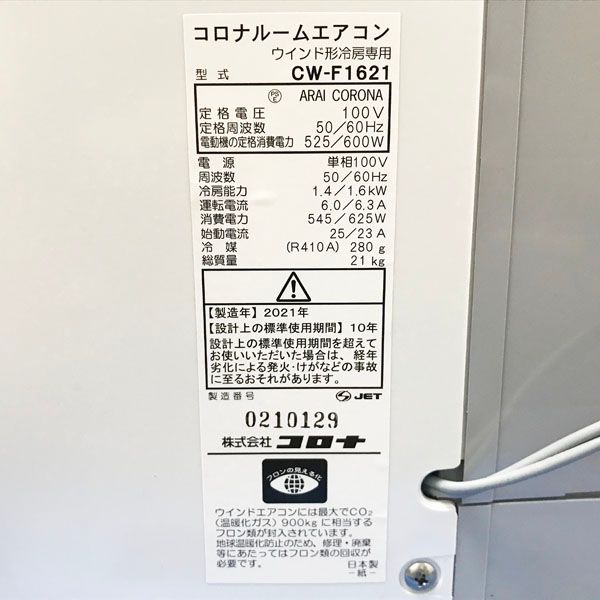 コロナルームエアコン
ウインド形冷房専用
型式 CW-F1621
PSE ARAI CORONA
定格電圧 100V
定格周波数 50/60Hz
電動機の定格消費電力 525/600W
電源 単相100V
周波数 50/60Hz
冷房能力 1.4/1.6kW
運転電流 6.0/6.3A
消費電力 545/625W
始動電流 25/23A
冷媒 (R410A) 280g
総質量 21kg
【製造年】2021年
【設計上の標準使用期間】10年
設計上の標準使用期間を超えて
お使いいただいた場合は、経年
劣化による発火・けがなどの事故
に至るおそれがあります。
製造番号 JET
0210129
株式会社 コロナ
フロンの見える化
ウインドエアコンには最大でCO₂
(温暖化ガス)900kgに相当する
フロン類が封入されています。
地球温暖化防止のため、修理・廃棄
等にあたってはフロン類の回収が
必要です。 日本製
－紙－